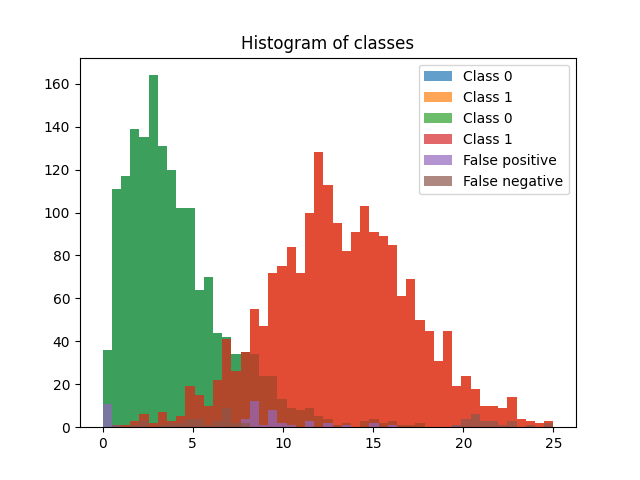 Histogram of classes
Class 0
Class 1
Class 0
Class 1
False positive
False negative
160
140
120
100
80
60
40
20
0
0 5 10 15 20 25